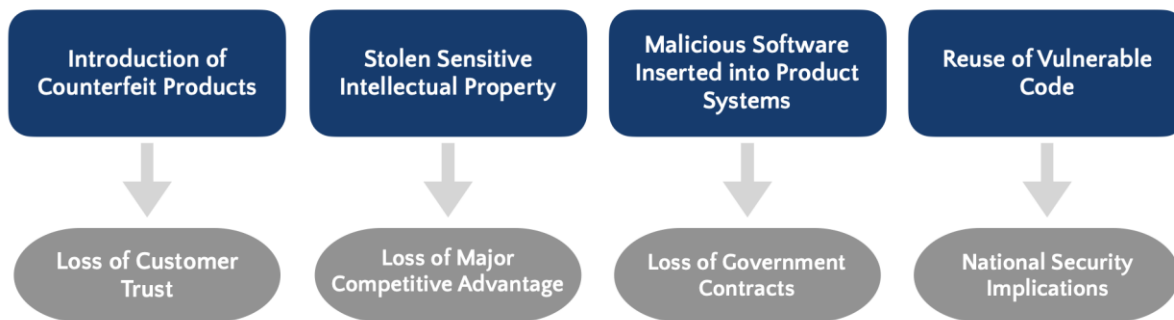 Introduction of
Counterfeit Products
Stolen Sensitive
Intellectual Property
Malicious Software
Inserted into Product
Systems
Reuse of Vulnerable
Code
Loss of Customer
Trust
Loss of Major
Competitive Advantage
Loss of Government
Contracts
National Security
Implications